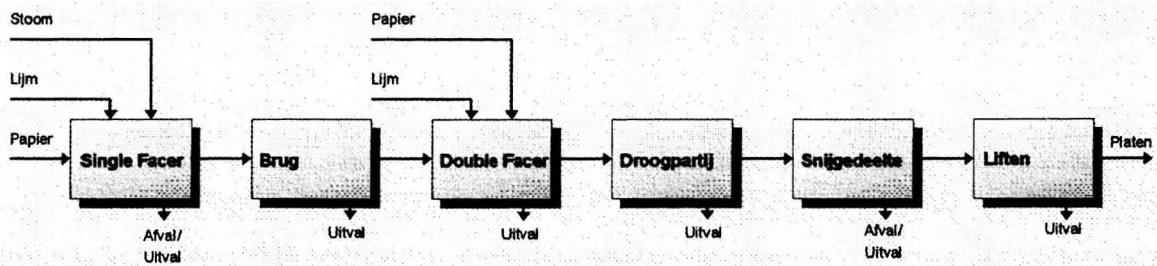 Stoom
Papier
Lijm
Lijm
Papier
Single Facer
Brug
Double Facer
Droogpartij
Snijgedeelte
Liften
Platen
Afval/
Uitval
Uitval
Uitval
Uitval
Afval/
Uitval
Uitval